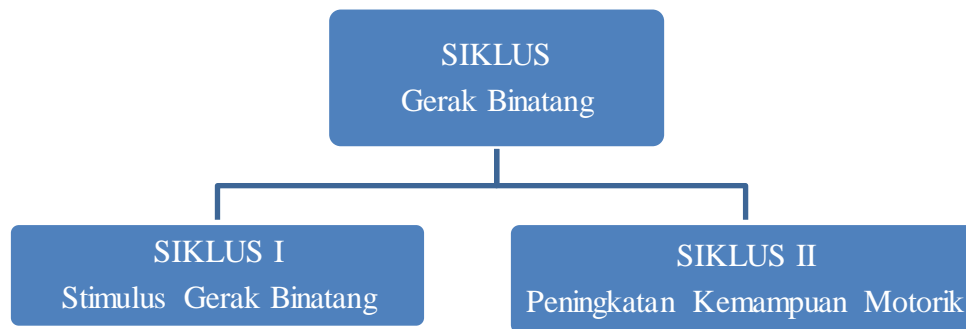 SIKLUS
Gerak Binatang
SIKLUS I
Stimulus Gerak Binatang
SIKLUS II
Peningkatan Kemampuan Motorik